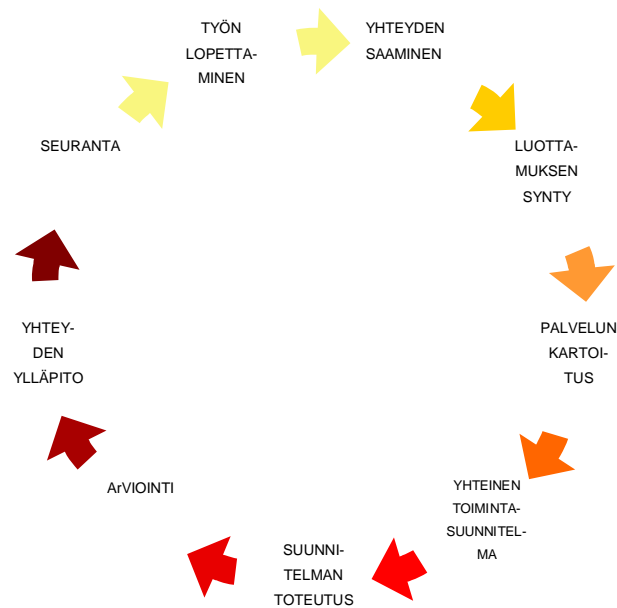 TYÖN
LOPETTA-
MINEN
YHTEYDEN
SAAMINEN
LUOTTA-
MUKSEN
SYNTY
PALVELUN
KARTOI-
TUS
YHTEINEN
TOIMINTA-
SUUNNITEL-
MA
SUUNNI-
TELMAN
TOTEUTUS
ArVIOINTI
YHTEY-
DEN
YLLÄPITO
SEURANTA